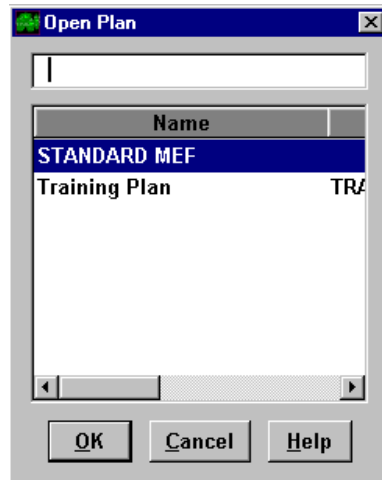 Open Plan
Name
STANDARD MEF
Training Plan TRA
OK Cancel Help